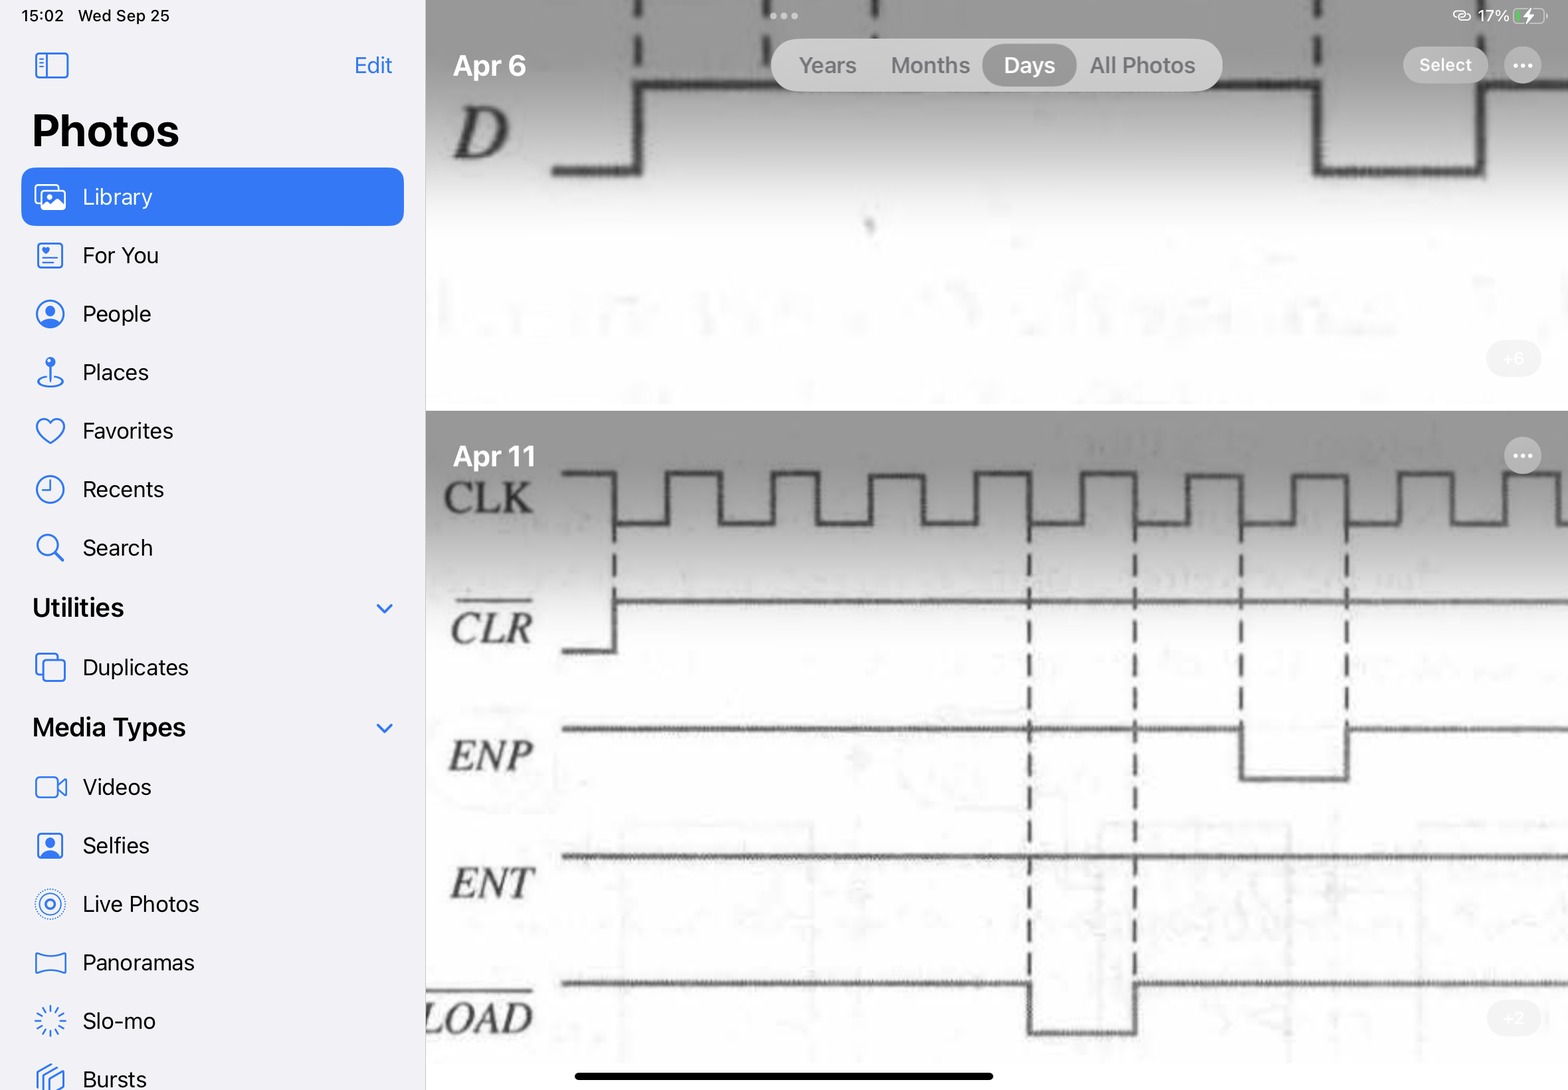 15:02 Wed Sep 25
17%
Edit
Photos
Library
For You
People
Places
Favorites
Recents
Search
Utilities
Duplicates
Media Types
Videos
Selfies
Live Photos
Panoramas
Slo-mo
Bursts
Apr 6
Years Months Days All Photos
Select
D
+6
Apr 11
CLK
CLR
ENP
ENT
LOAD
+2